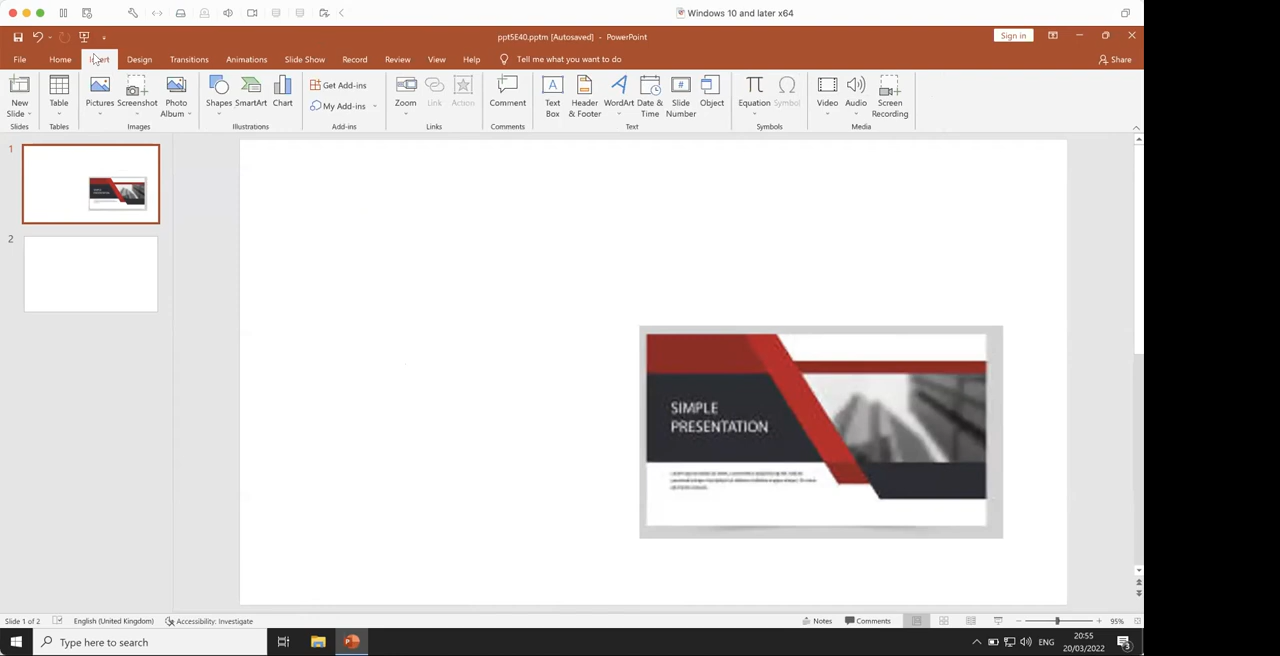 Windows 10 and later x64
ppt5E40.pptm [Autosaved] - PowerPoint
Sign in
File Home Insert Design Transitions Animations Slide Show Record Review View Help Tell me what you want to do Share
New Slide Table Pictures Screenshot Photo Album Shapes SmartArt Chart Get Add-ins My Add-ins Zoom Link Action Comment Text Box Header & Footer WordArt Date & Time Slide Number Object Equation Symbol Video Audio Screen Recording
Slides Tables Images Illustrations Add-ins Links Comments Text Symbols Media
1
2
SIMPLE
PRESENTATION
Slide 1 of 2 English (United Kingdom) Accessibility: Investigate Notes Comments 95%
Type here to search ENG 20:55
20/03/2022 3